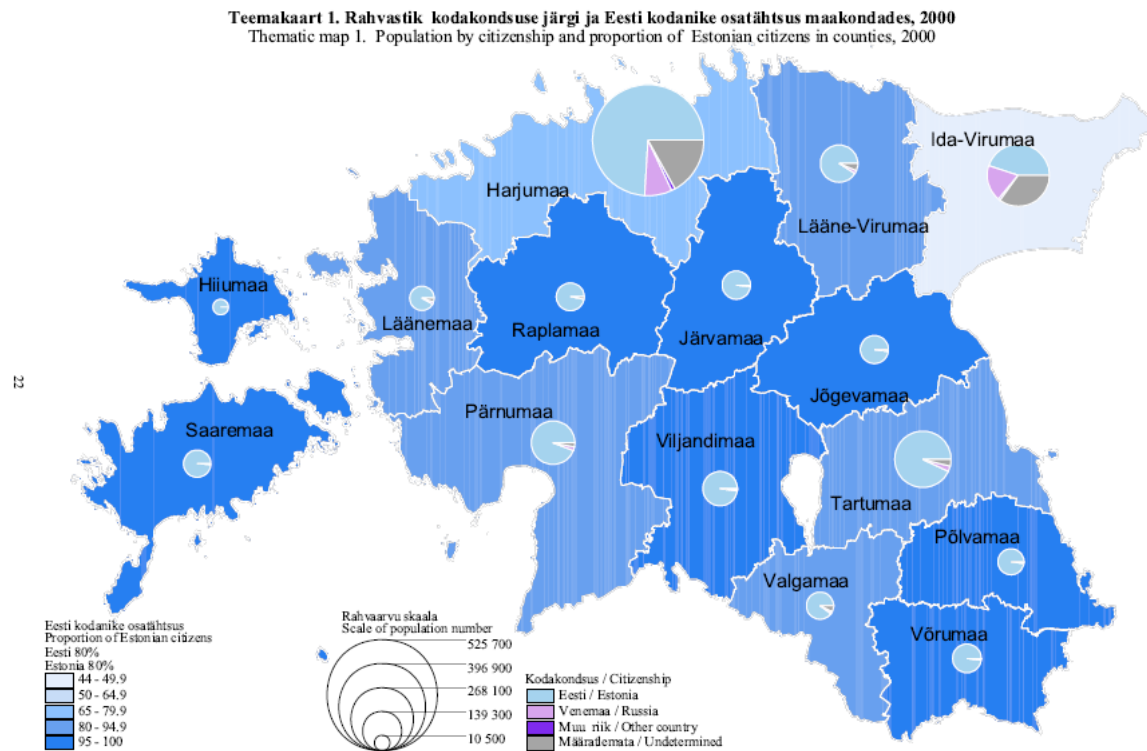 Teemakaart 1. Rahvastik kodakondsuse järgi ja Eesti kodanike osatähtsus maakondades, 2000
Thematic map 1. Population by citizenship and proportion of Estonian citizens in counties, 2000
Ida-Virumaa
Harjumaa
Lääne-Virumaa
Hiiumaa
Läänemaa
Raplamaa
Järvamaa
22
Jõgevamaa
Pärnumaa
Saaremaa
Viljandimaa
Tartumaa
Põlvamaa
Valgamaa
Võrumaa
Eesti kodanike osatähtsus
Proportion of Estonian citizens
Eesti 80%
Estonia 80%
44 - 49.9
50 - 64.9
65 - 79.9
80 - 94.9
95 - 100
Rahvaarvu skaala
Scale of population number
525 700
396 900
268 100
139 300
10 500
Kodakondsus / Citizenship
Eesti / Estonia
Venemaa / Russia
Muu riik / Other country
Määratlemata / Undetermined